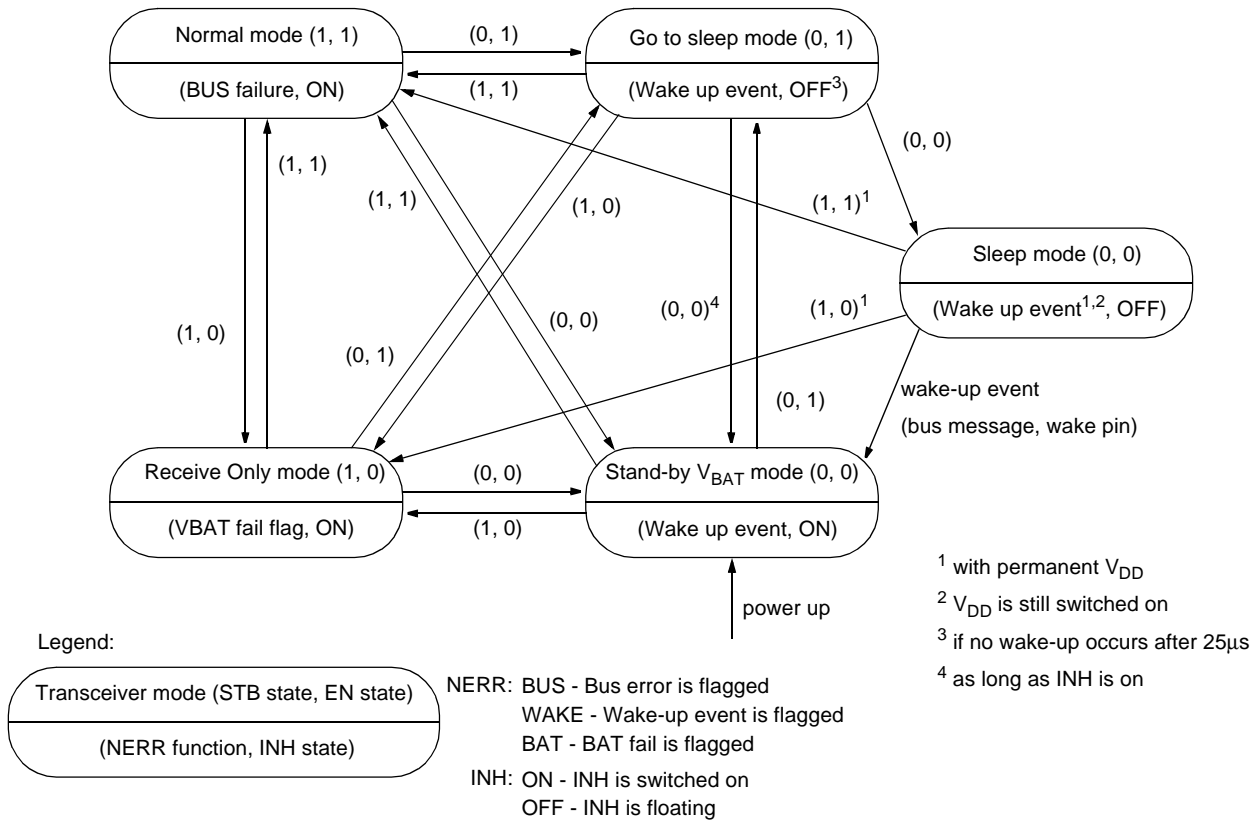 Normal mode (1, 1)
(BUS failure, ON)
(0, 1)
(1, 1)
Go to sleep mode (0, 1)
(Wake up event, OFF³)
(0, 0)
(1, 1)
(1, 1)
(1, 0)
(1, 1)¹
Sleep mode (0, 0)
(Wake up event¹,², OFF)
(1, 0)
(0, 1)
(0, 0)
(0, 0)⁴
(1, 0)¹
(0, 1)
wake-up event
(bus message, wake pin)
Receive Only mode (1, 0)
(VBAT fail flag, ON)
(0, 0)
(1, 0)
Stand-by VBAT mode (0, 0)
(Wake up event, ON)
power up
¹ with permanent VDD
² VDD is still switched on
³ if no wake-up occurs after 25μs
⁴ as long as INH is on
Legend:
Transceiver mode (STB state, EN state)
(NERR function, INH state)
NERR: BUS - Bus error is flagged
WAKE - Wake-up event is flagged
BAT - BAT fail is flagged
INH: ON - INH is switched on
OFF - INH is floating